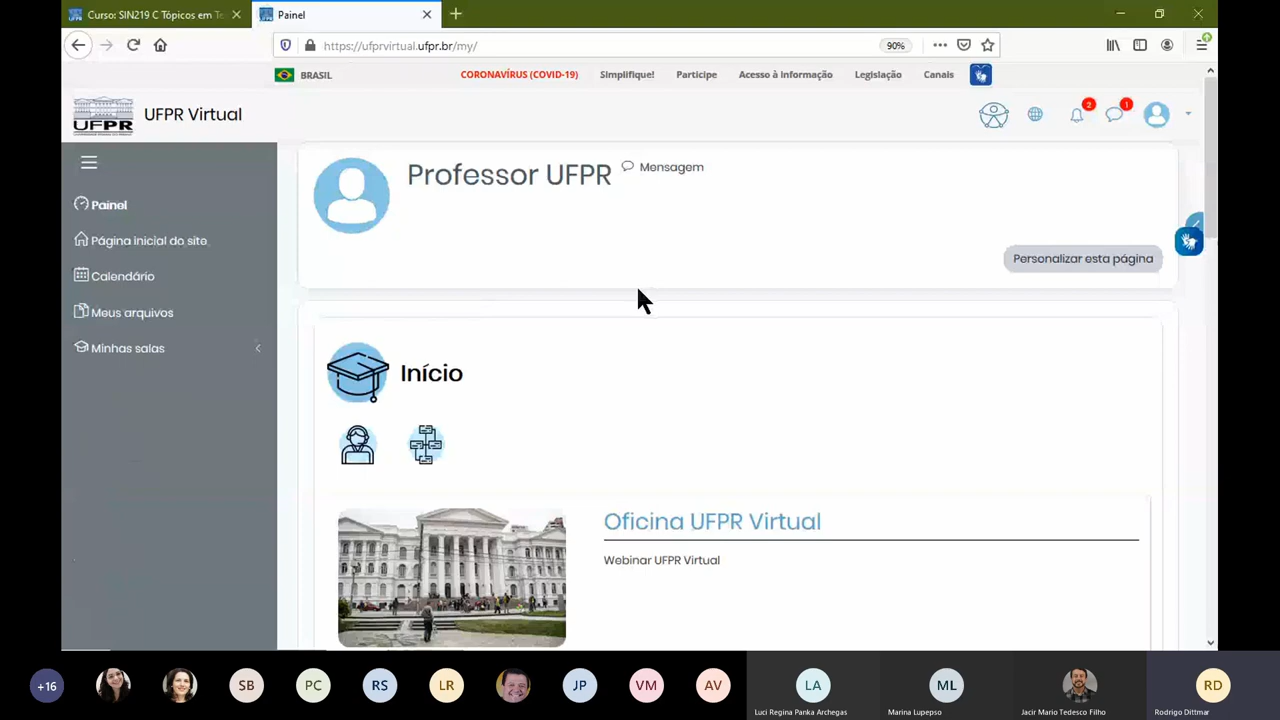 Curso: SIN219 C Tópicos em Te
Painel
https://ufprvirtual.ufpr.br/my/
90%
BRASIL
CORONAVÍRUS (COVID-19)
Simplifique!
Participe
Acesso à Informação
Legislação
Canais
UFPR
UFPR Virtual
2
1
Painel
Página inicial do site
Calendário
Meus arquivos
Minhas salas
Professor UFPR
Mensagem
Personalizar esta página
Início
Oficina UFPR Virtual
Webinar UFPR Virtual
+16
SB
PC
RS
LR
JP
VM
AV
LA
ML
RD
Luci Regina Panka Archegas
Marina Lupepso
Jacir Mario Tedesco Filho
Rodrigo Dittmar